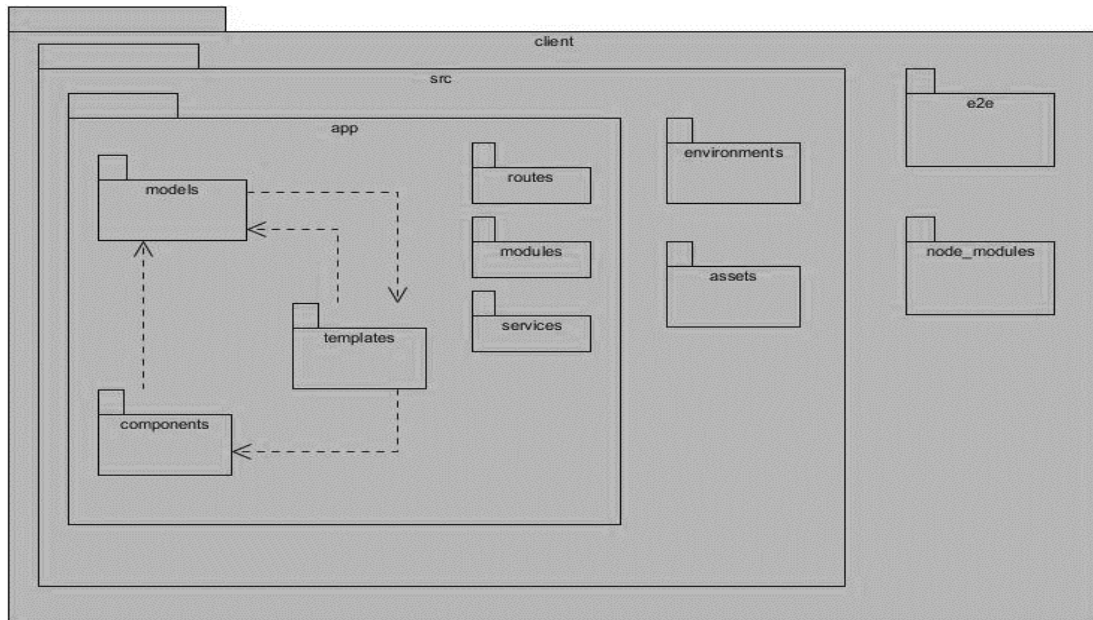 client
src
e2e
app
environments
routes
models
modules
node_modules
assets
services
templates
components